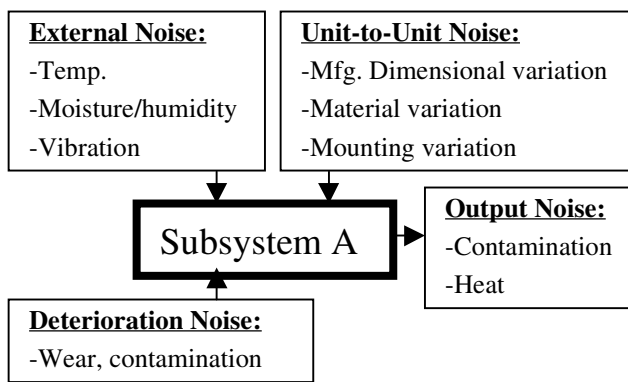 External Noise:
-Temp.
-Moisture/humidity
-Vibration
Unit-to-Unit Noise:
-Mfg. Dimensional variation
-Material variation
-Mounting variation
Subsystem A
Output Noise:
-Contamination
-Heat
Deterioration Noise:
-Wear, contamination